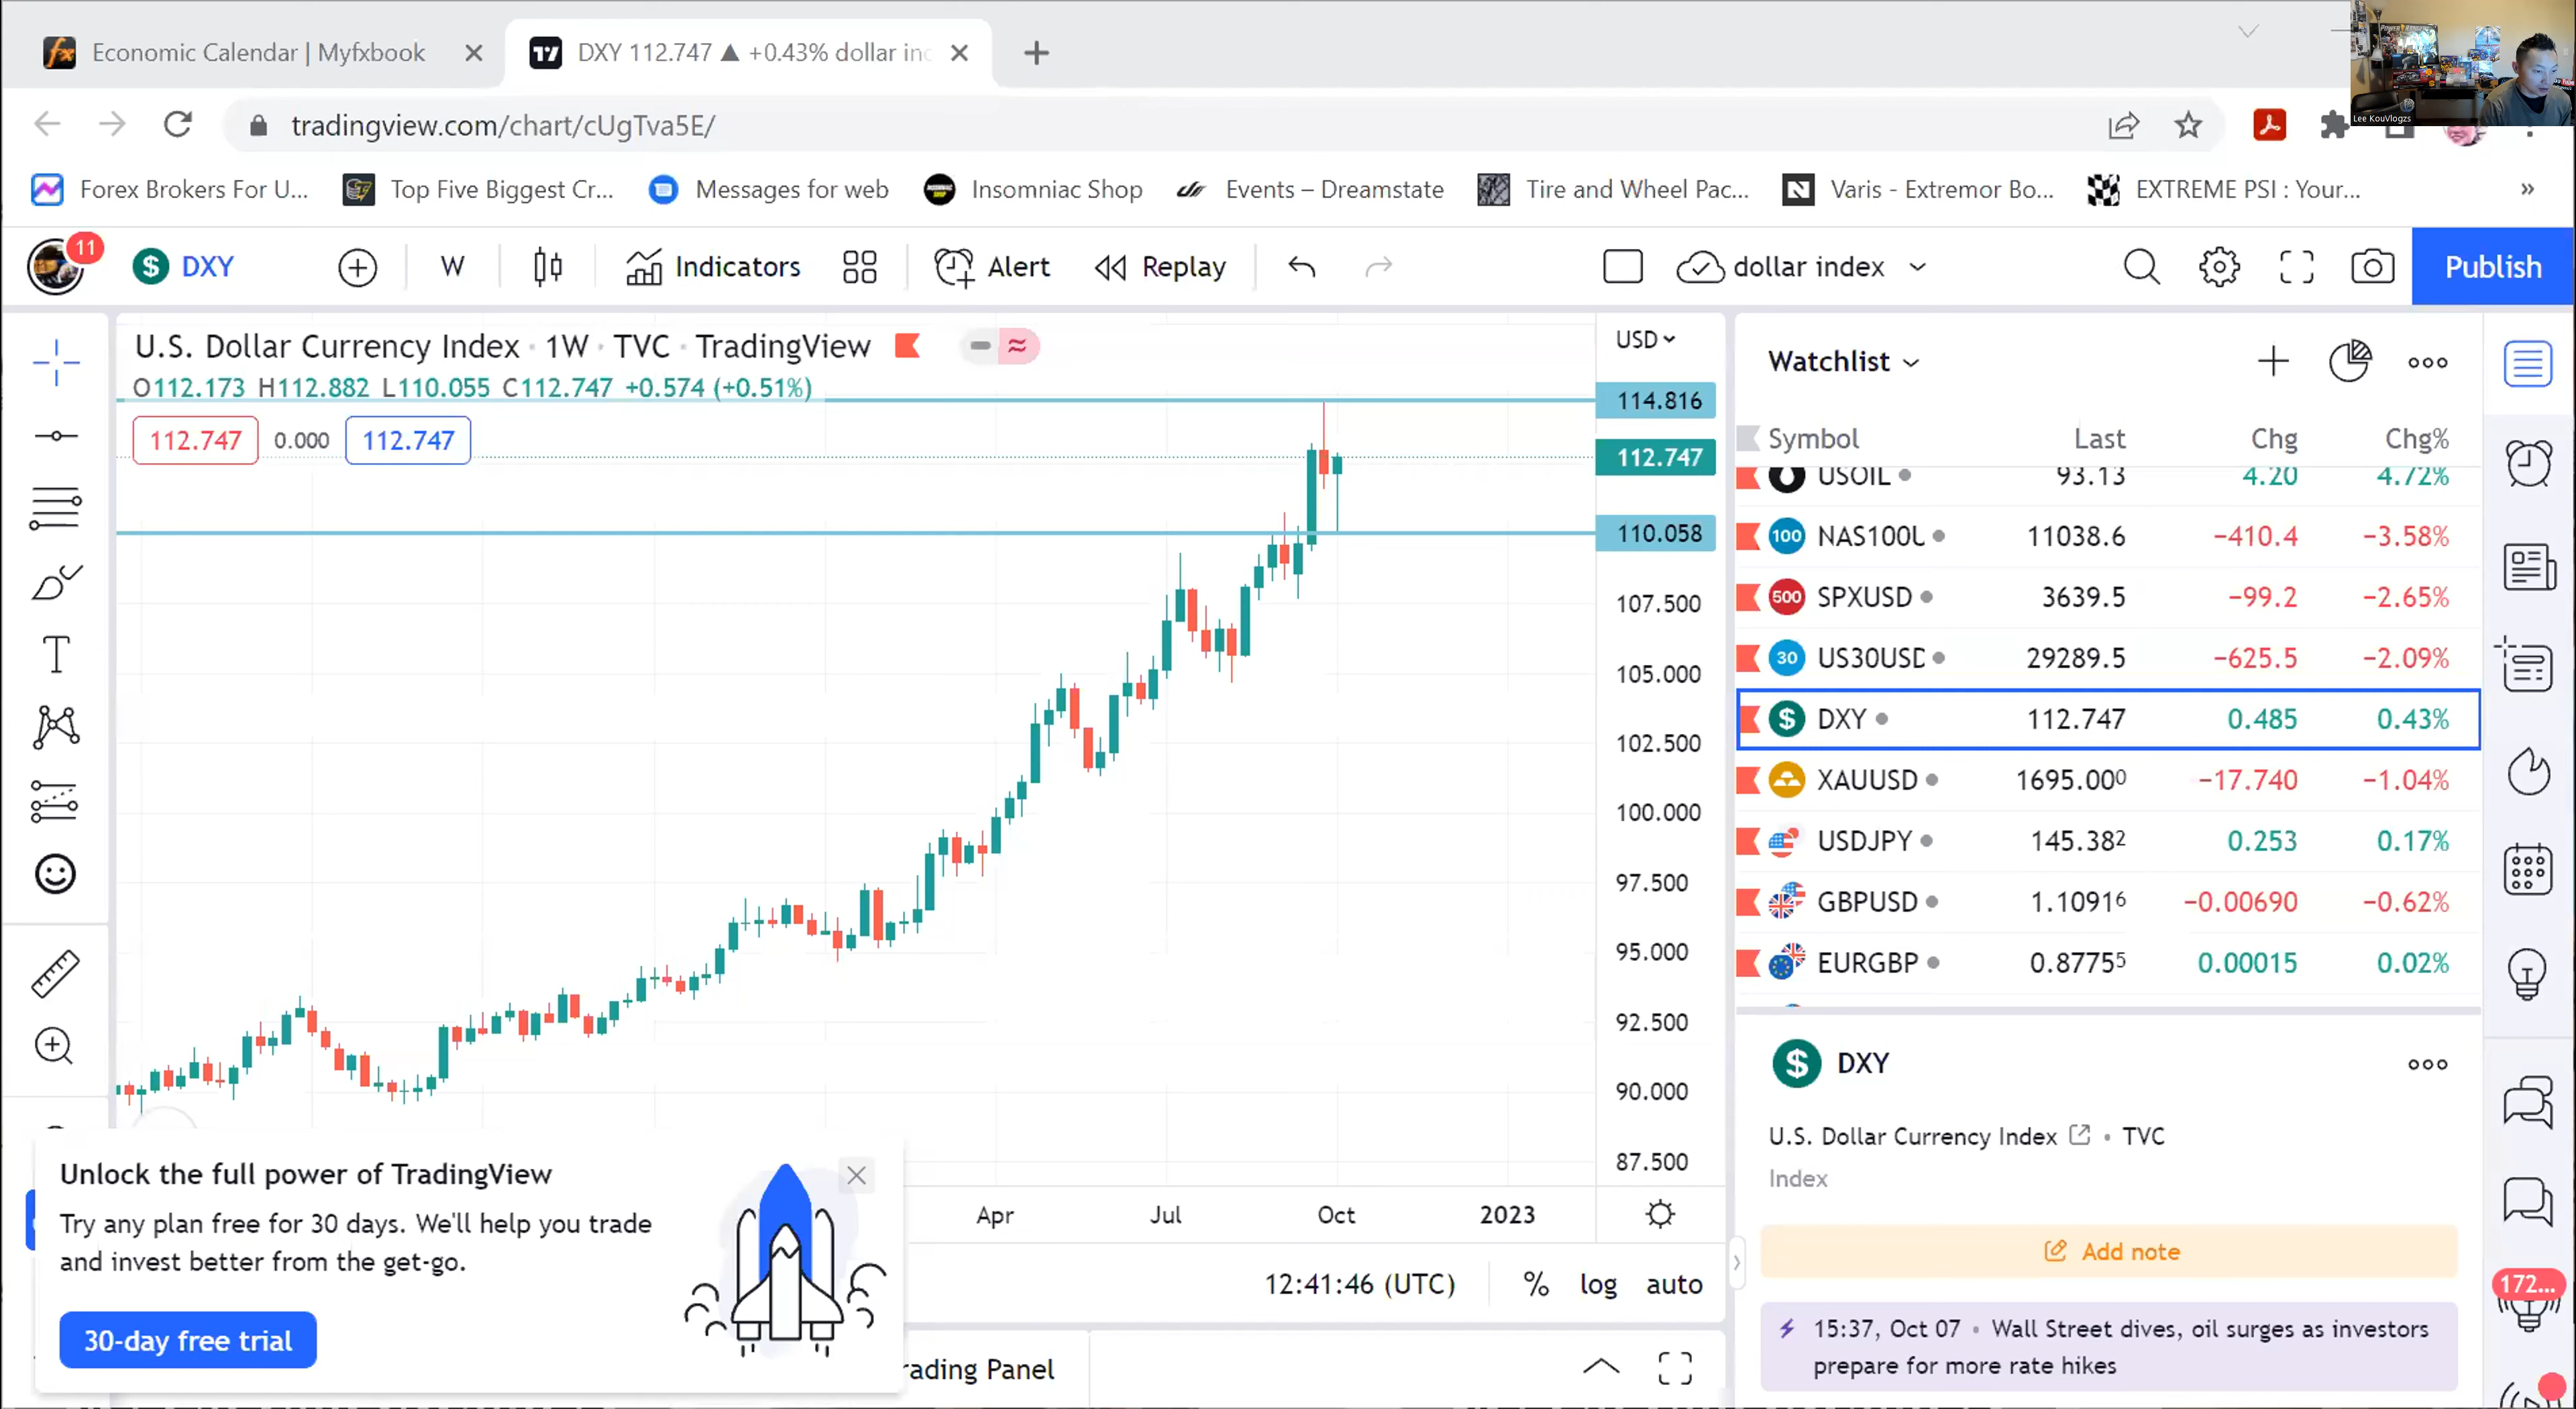 Economic Calendar | Myfxbook
DXY 112.747 ▲ +0.43% dollar inc
Lee KouVlogzs
tradingview.com/chart/cUgTva5E/
Forex Brokers For U...
Top Five Biggest Cr...
Messages for web
Insomniac Shop
Events – Dreamstate
Tire and Wheel Pac...
Varis - Extremor Bo...
EXTREME PSI : Your...
»
11
DXY
W
Indicators
Alert
Replay
dollar index
Publish
U.S. Dollar Currency Index · 1W · TVC · TradingView
O112.173 H112.882 L110.055 C112.747 +0.574 (+0.51%)
112.747 0.000 112.747
USD
114.816
112.747
110.058
107.500
105.000
102.500
100.000
97.500
95.000
92.500
90.000
87.500
Apr Jul Oct 2023
12:41:46 (UTC) % log auto
rading Panel
Unlock the full power of TradingView
Try any plan free for 30 days. We'll help you trade
and invest better from the get-go.
30-day free trial
Watchlist
Symbol Last Chg Chg%
USOIL 93.13 4.20 4.72%
100 NAS100U 11038.6 −410.4 −3.58%
500 SPXUSD 3639.5 −99.2 −2.65%
30 US30USD 29289.5 −625.5 −2.09%
$ DXY 112.747 0.485 0.43%
XAUUSD 1695.000 −17.740 −1.04%
USDJPY 145.382 0.253 0.17%
GBPUSD 1.10916 −0.00690 −0.62%
EURGBP 0.87755 0.00015 0.02%
$ DXY
U.S. Dollar Currency Index • TVC
Index
Add note
15:37, Oct 07 • Wall Street dives, oil surges as investors
prepare for more rate hikes
172...